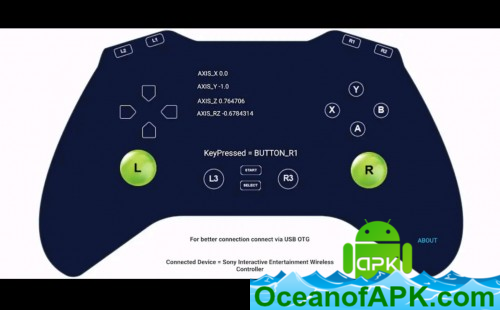 L1
L2
R1
R2
AXIS_X 0.0
AXIS_Y -1.0
AXIS_Z 0.764706
AXIS_RZ -0.6784314
Y
X
B
A
KeyPressed = BUTTON_R1
L
R
L3
START
SELECT
R3
For better connection connect via USB OTG
ABOUT
Connected Device = Sony Interactive Entertainment Wireless
Controller
apk
OceanofAPK.com